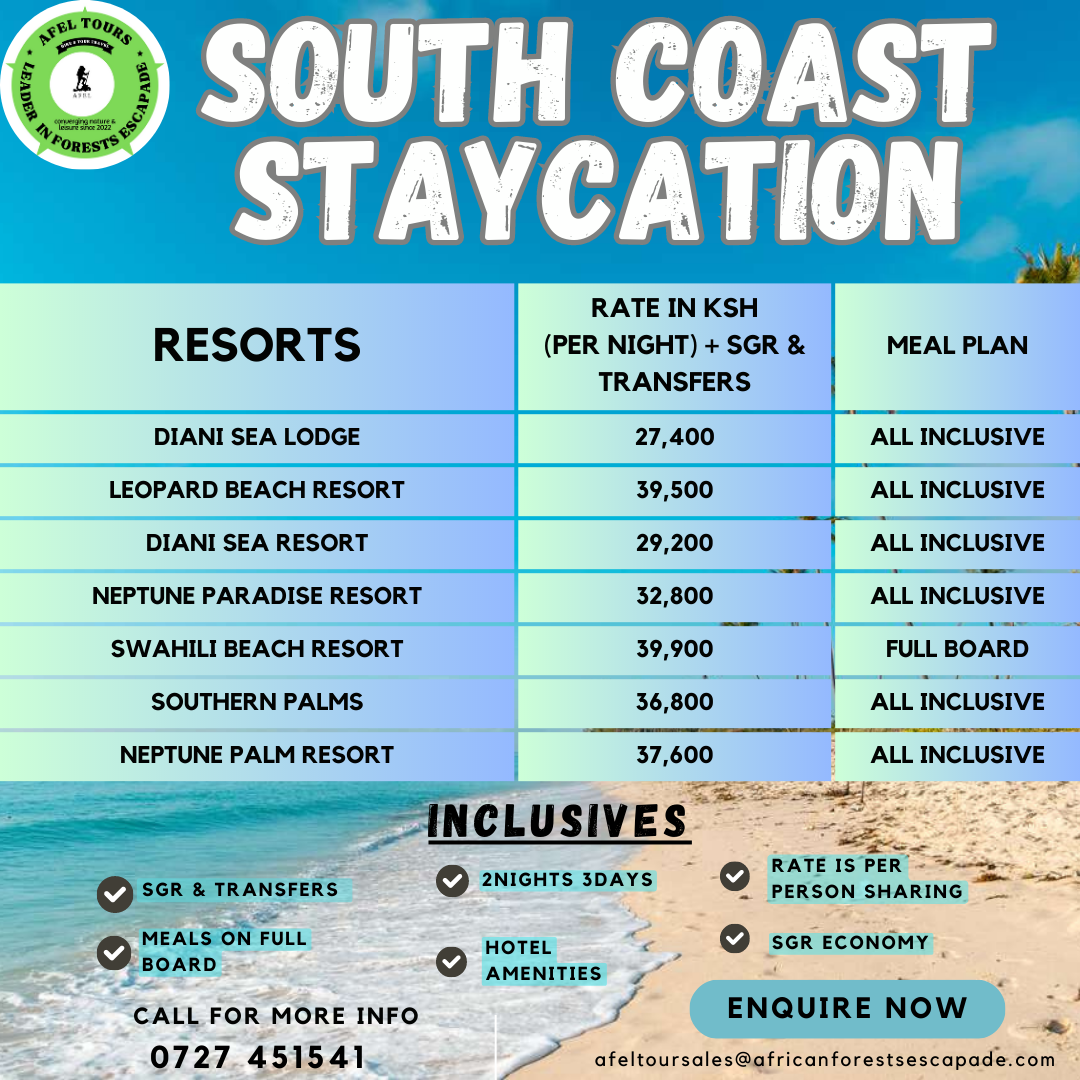 AFEL TOURS
HIKE & TOUR TRAVEL
AFEL
converging nature &
leisure since 2022
LEADER IN FORESTS ESCAPADE
SOUTH COAST
STAYCATION
RESORTS
RATE IN KSH
(PER NIGHT) + SGR &
TRANSFERS
MEAL PLAN
DIANI SEA LODGE 27,400 ALL INCLUSIVE
LEOPARD BEACH RESORT 39,500 ALL INCLUSIVE
DIANI SEA RESORT 29,200 ALL INCLUSIVE
NEPTUNE PARADISE RESORT 32,800 ALL INCLUSIVE
SWAHILI BEACH RESORT 39,900 FULL BOARD
SOUTHERN PALMS 36,800 ALL INCLUSIVE
NEPTUNE PALM RESORT 37,600 ALL INCLUSIVE
INCLUSIVES
SGR & TRANSFERS
2NIGHTS 3DAYS
RATE IS PER
PERSON SHARING
MEALS ON FULL
BOARD
HOTEL
AMENITIES
SGR ECONOMY
CALL FOR MORE INFO
0727 451541
ENQUIRE NOW
afeltoursales@africanforestsescapade.com